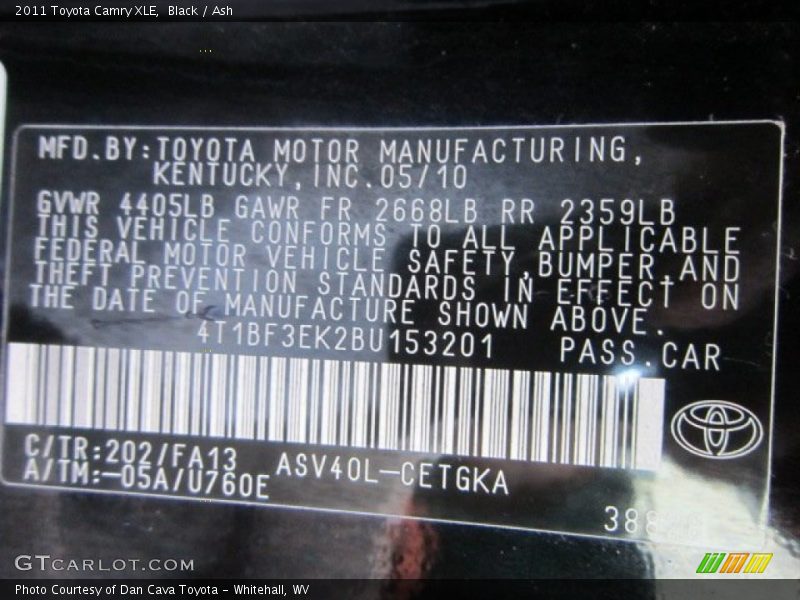 2011 Toyota Camry XLE,  Black / Ash
MFD.BY:TOYOTA MOTOR MANUFACTURING,
KENTUCKY,INC.05/10
GVWR 4405LB GAWR FR 2668LB RR 2359LB
THIS VEHICLE CONFORMS TO ALL APPLICABLE
FEDERAL MOTOR VEHICLE SAFETY,BUMPER,AND
THEFT PREVENTION STANDARDS IN EFFECT ON
THE DATE OF MANUFACTURE SHOWN ABOVE.
4T1BF3EK2BU153201 PASS.CAR
C/TR:202/FA13 ASV40L-CETGKA
A/TM:-05A/U760E
GTCARLOT.COM
Photo Courtesy of Dan Cava Toyota - Whitehall, WV